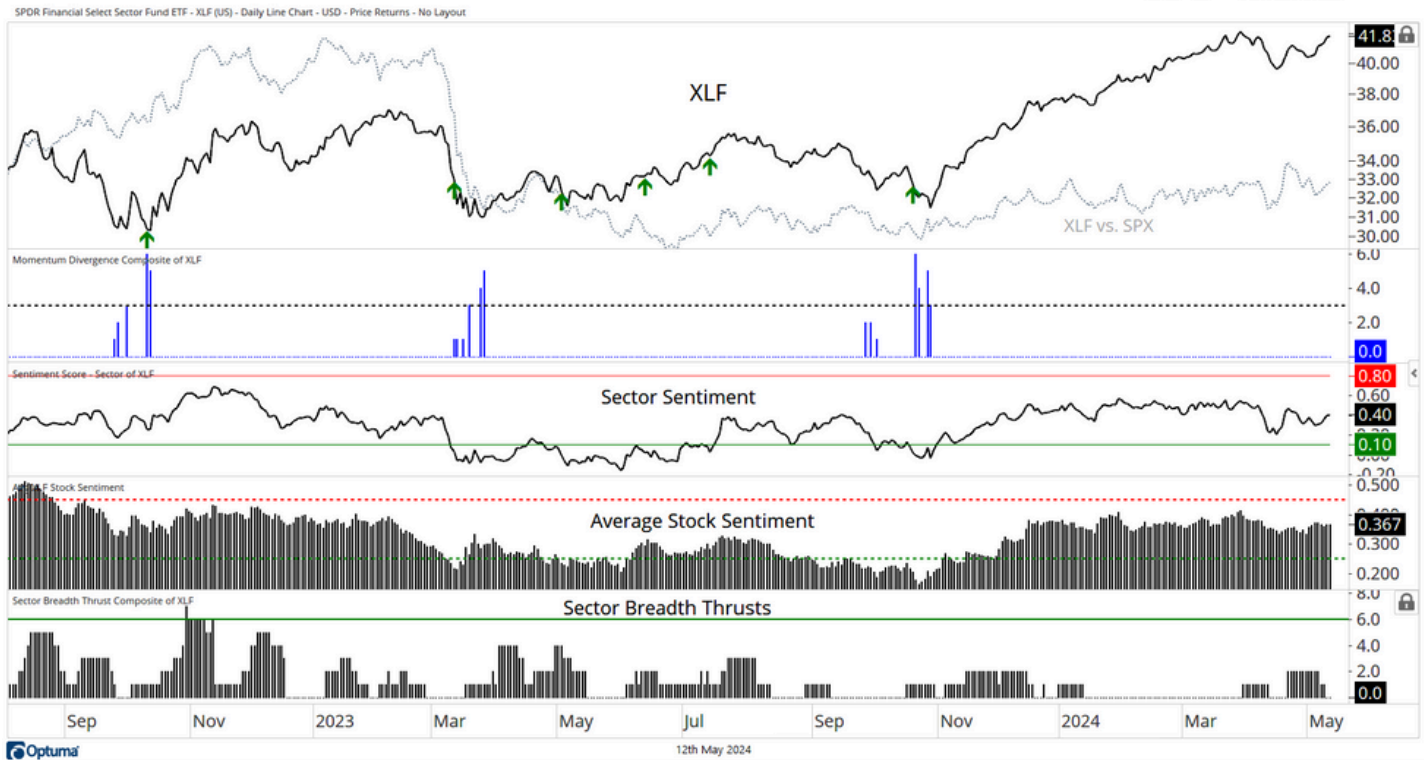 SPDR Financial Select Sector Fund ETF - XLF (US) - Daily Line Chart - USD - Price Returns - No Layout
XLF
XLF vs. SPX
41.8
40.00
38.00
36.00
34.00
33.00
32.00
31.00
30.00
Momentum Divergence Composite of XLF
6.0
4.0
2.0
0.0
Sentiment Score - Sector of XLF
Sector Sentiment
0.80
0.60
0.40
0.10
-0.20
Stock Sentiment
Average Stock Sentiment
0.500
0.367
0.300
0.200
Sector Breadth Thrust Composite of XLF
Sector Breadth Thrusts
8.0
6.0
4.0
2.0
0.0
Sep Nov 2023 Mar May Jul Sep Nov 2024 Mar May
Optuma
12th May 2024